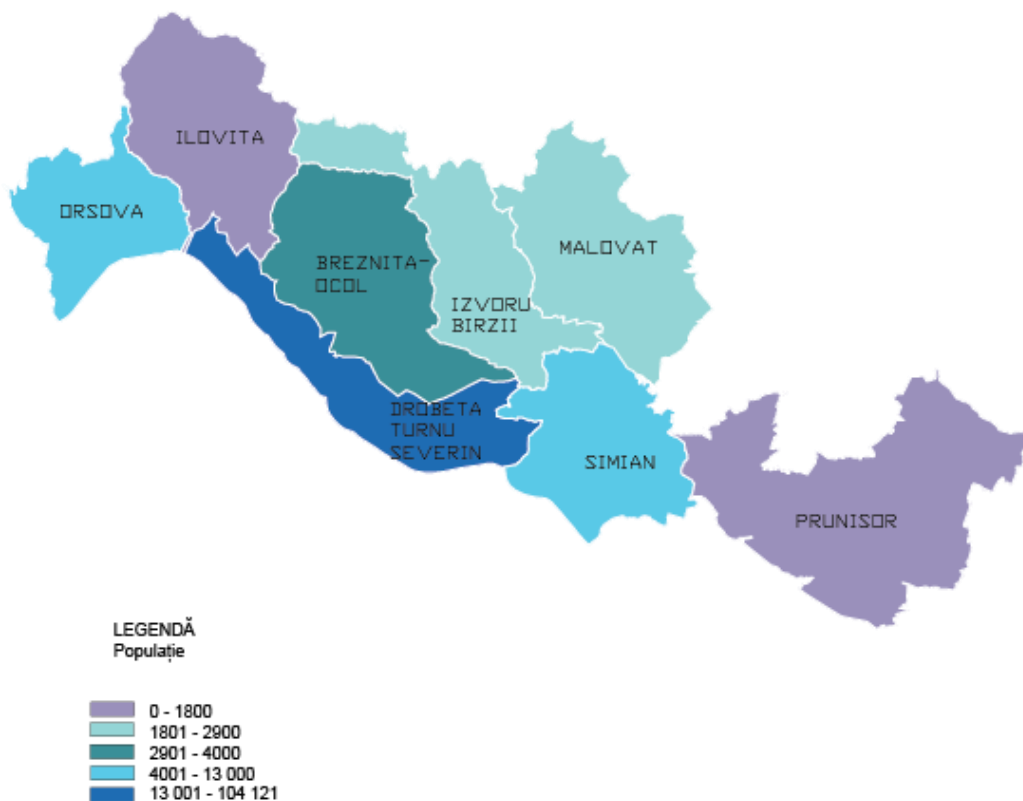 ILOVITA
ORSOVA
BREZNITA-
OCOL
MALOVAT
IZVORU
BIRZII
DROBETA
TURNU
SEVERIN
SIMIAN
PRUNISOR
LEGENDĂ
Populație
0 - 1800
1801 - 2900
2901 - 4000
4001 - 13 000
13 001 - 104 121